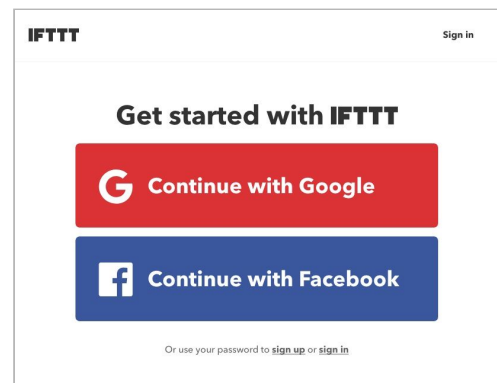 IFTTT
Sign in
Get started with IFTTT
Continue with Google
Continue with Facebook
Or use your password to sign up or sign in